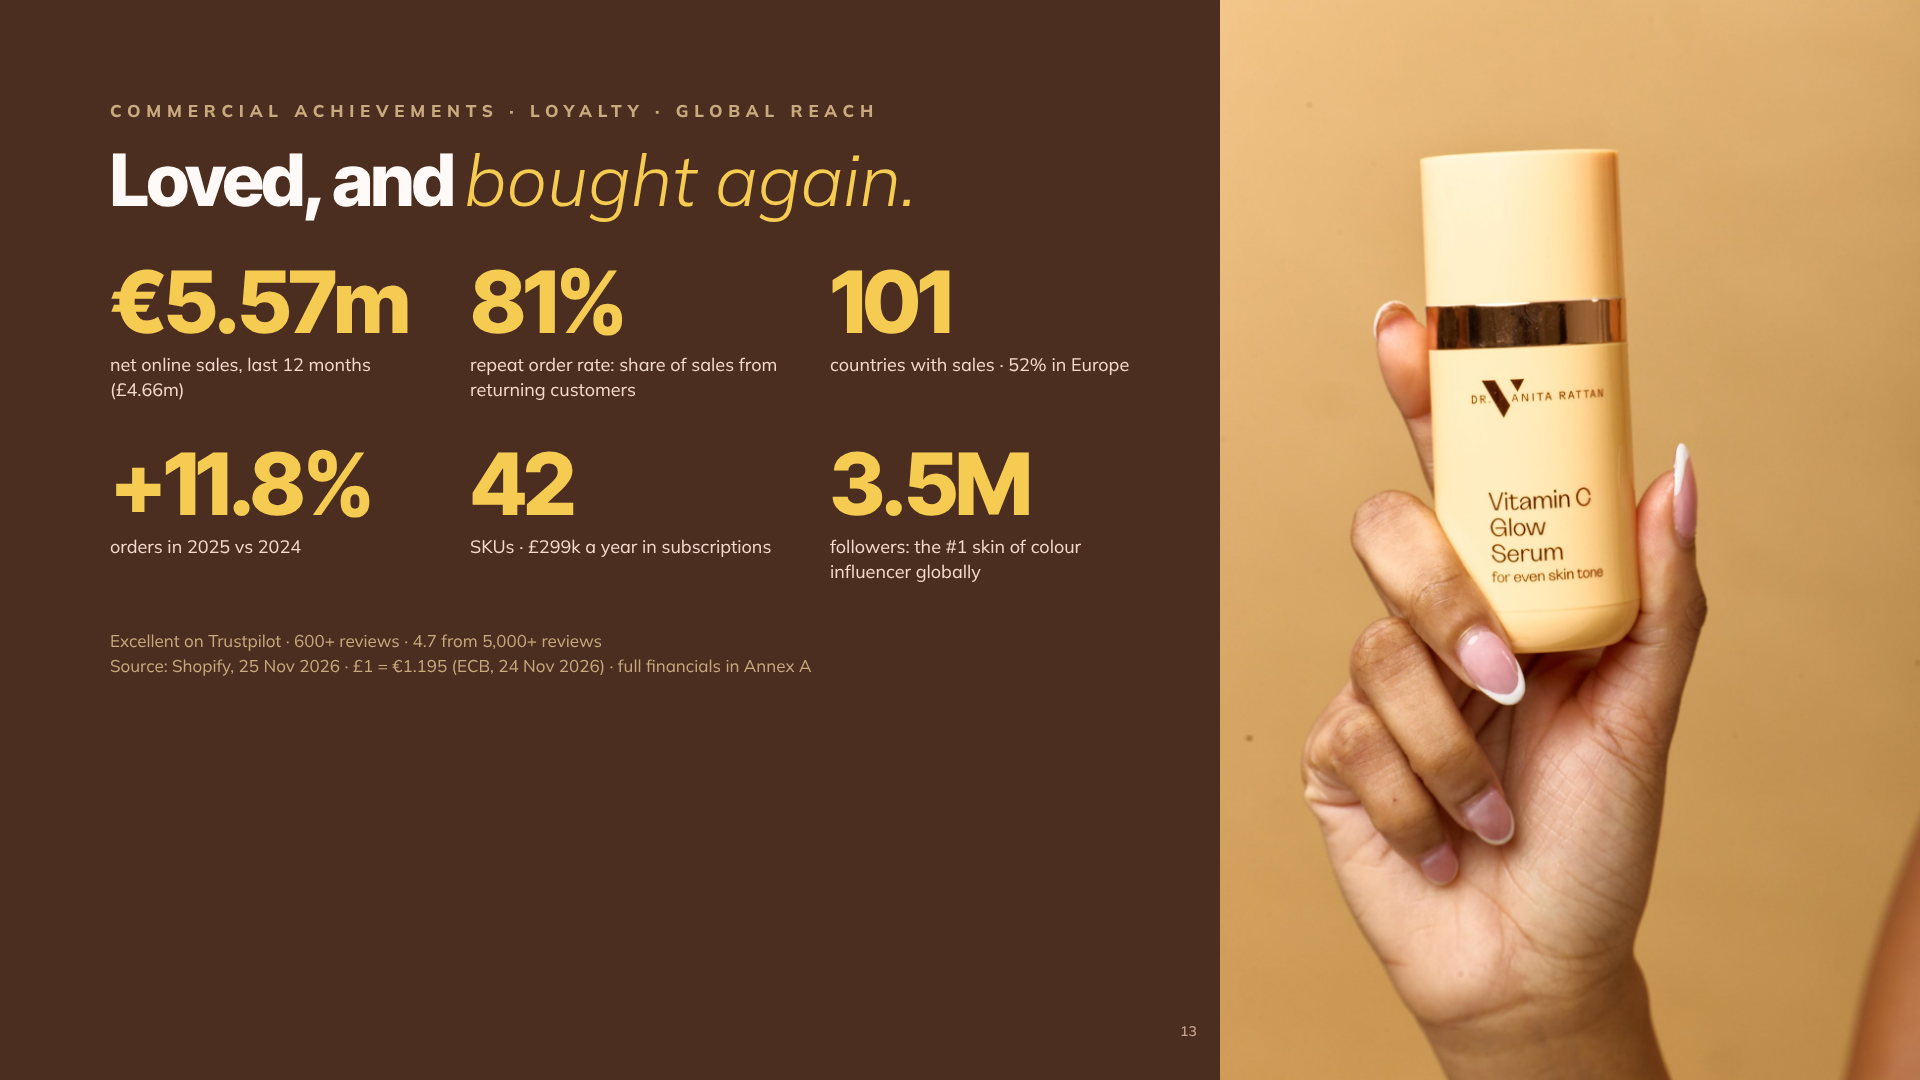 COMMERCIAL ACHIEVEMENTS · LOYALTY · GLOBAL REACH
Loved, and bought again.
€5.57m
net online sales, last 12 months
(£4.66m)
81%
repeat order rate: share of sales from
returning customers
101
countries with sales · 52% in Europe
+11.8%
orders in 2025 vs 2024
42
SKUs · £299k a year in subscriptions
3.5M
followers: the #1 skin of colour
influencer globally
Excellent on Trustpilot · 600+ reviews · 4.7 from 5,000+ reviews
Source: Shopify, 25 Nov 2026 · £1 = €1.195 (ECB, 24 Nov 2026) · full financials in Annex A
13
DR. VANITA RATTAN
Vitamin C
Glow
Serum
for even skin tone